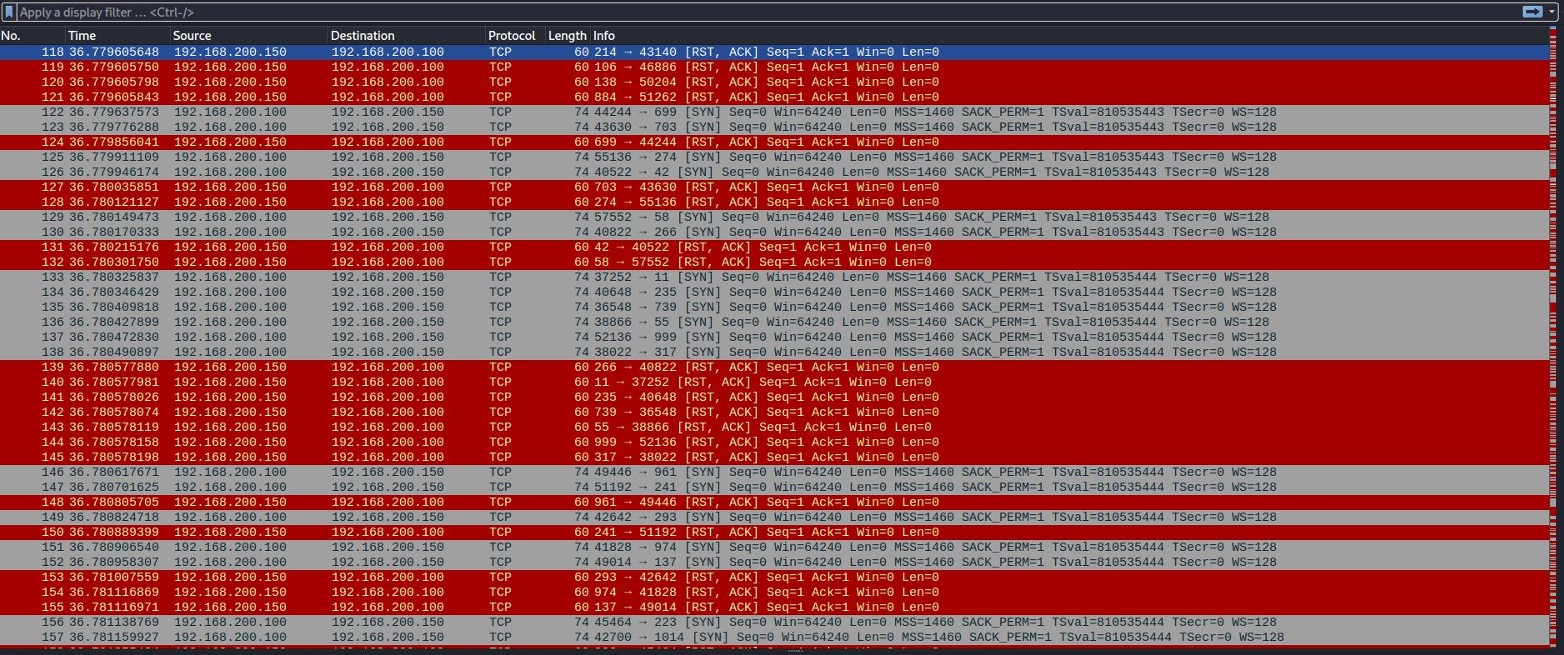 Apply a display filter ... <Ctrl-/>
No. Time Source Destination Protocol Length Info
118 36.779605648 192.168.200.150 192.168.200.100 TCP 60 214 → 43140 [RST, ACK] Seq=1 Ack=1 Win=0 Len=0
119 36.779605750 192.168.200.150 192.168.200.100 TCP 60 106 → 46886 [RST, ACK] Seq=1 Ack=1 Win=0 Len=0
120 36.779605798 192.168.200.150 192.168.200.100 TCP 60 138 → 50204 [RST, ACK] Seq=1 Ack=1 Win=0 Len=0
121 36.779605843 192.168.200.150 192.168.200.100 TCP 60 884 → 51262 [RST, ACK] Seq=1 Ack=1 Win=0 Len=0
122 36.779637573 192.168.200.100 192.168.200.150 TCP 74 44244 → 699 [SYN] Seq=0 Win=64240 Len=0 MSS=1460 SACK_PERM=1 TSval=810535443 TSecr=0 WS=128
123 36.779776288 192.168.200.100 192.168.200.150 TCP 74 43630 → 703 [SYN] Seq=0 Win=64240 Len=0 MSS=1460 SACK_PERM=1 TSval=810535443 TSecr=0 WS=128
124 36.779856041 192.168.200.150 192.168.200.100 TCP 60 699 → 44244 [RST, ACK] Seq=1 Ack=1 Win=0 Len=0
125 36.779911109 192.168.200.100 192.168.200.150 TCP 74 55136 → 274 [SYN] Seq=0 Win=64240 Len=0 MSS=1460 SACK_PERM=1 TSval=810535443 TSecr=0 WS=128
126 36.779946174 192.168.200.100 192.168.200.150 TCP 74 40522 → 42 [SYN] Seq=0 Win=64240 Len=0 MSS=1460 SACK_PERM=1 TSval=810535443 TSecr=0 WS=128
127 36.780035851 192.168.200.150 192.168.200.100 TCP 60 703 → 43630 [RST, ACK] Seq=1 Ack=1 Win=0 Len=0
128 36.780121127 192.168.200.150 192.168.200.100 TCP 60 274 → 55136 [RST, ACK] Seq=1 Ack=1 Win=0 Len=0
129 36.780149473 192.168.200.100 192.168.200.150 TCP 74 57552 → 58 [SYN] Seq=0 Win=64240 Len=0 MSS=1460 SACK_PERM=1 TSval=810535443 TSecr=0 WS=128
130 36.780170333 192.168.200.100 192.168.200.150 TCP 74 40822 → 266 [SYN] Seq=0 Win=64240 Len=0 MSS=1460 SACK_PERM=1 TSval=810535443 TSecr=0 WS=128
131 36.780215176 192.168.200.150 192.168.200.100 TCP 60 42 → 40522 [RST, ACK] Seq=1 Ack=1 Win=0 Len=0
132 36.780301750 192.168.200.150 192.168.200.100 TCP 60 58 → 57552 [RST, ACK] Seq=1 Ack=1 Win=0 Len=0
133 36.780325837 192.168.200.100 192.168.200.150 TCP 74 37252 → 11 [SYN] Seq=0 Win=64240 Len=0 MSS=1460 SACK_PERM=1 TSval=810535444 TSecr=0 WS=128
134 36.780346429 192.168.200.100 192.168.200.150 TCP 74 40648 → 235 [SYN] Seq=0 Win=64240 Len=0 MSS=1460 SACK_PERM=1 TSval=810535444 TSecr=0 WS=128
135 36.780409818 192.168.200.100 192.168.200.150 TCP 74 36548 → 739 [SYN] Seq=0 Win=64240 Len=0 MSS=1460 SACK_PERM=1 TSval=810535444 TSecr=0 WS=128
136 36.780427899 192.168.200.100 192.168.200.150 TCP 74 38866 → 55 [SYN] Seq=0 Win=64240 Len=0 MSS=1460 SACK_PERM=1 TSval=810535444 TSecr=0 WS=128
137 36.780472830 192.168.200.100 192.168.200.150 TCP 74 52136 → 999 [SYN] Seq=0 Win=64240 Len=0 MSS=1460 SACK_PERM=1 TSval=810535444 TSecr=0 WS=128
138 36.780490897 192.168.200.100 192.168.200.150 TCP 74 38022 → 317 [SYN] Seq=0 Win=64240 Len=0 MSS=1460 SACK_PERM=1 TSval=810535444 TSecr=0 WS=128
139 36.780577880 192.168.200.150 192.168.200.100 TCP 60 266 → 40822 [RST, ACK] Seq=1 Ack=1 Win=0 Len=0
140 36.780577981 192.168.200.150 192.168.200.100 TCP 60 11 → 37252 [RST, ACK] Seq=1 Ack=1 Win=0 Len=0
141 36.780578026 192.168.200.150 192.168.200.100 TCP 60 235 → 40648 [RST, ACK] Seq=1 Ack=1 Win=0 Len=0
142 36.780578074 192.168.200.150 192.168.200.100 TCP 60 739 → 36548 [RST, ACK] Seq=1 Ack=1 Win=0 Len=0
143 36.780578119 192.168.200.150 192.168.200.100 TCP 60 55 → 38866 [RST, ACK] Seq=1 Ack=1 Win=0 Len=0
144 36.780578158 192.168.200.150 192.168.200.100 TCP 60 999 → 52136 [RST, ACK] Seq=1 Ack=1 Win=0 Len=0
145 36.780578198 192.168.200.150 192.168.200.100 TCP 60 317 → 38022 [RST, ACK] Seq=1 Ack=1 Win=0 Len=0
146 36.780617671 192.168.200.100 192.168.200.150 TCP 74 49446 → 961 [SYN] Seq=0 Win=64240 Len=0 MSS=1460 SACK_PERM=1 TSval=810535444 TSecr=0 WS=128
147 36.780701625 192.168.200.100 192.168.200.150 TCP 74 51192 → 241 [SYN] Seq=0 Win=64240 Len=0 MSS=1460 SACK_PERM=1 TSval=810535444 TSecr=0 WS=128
148 36.780805705 192.168.200.150 192.168.200.100 TCP 60 961 → 49446 [RST, ACK] Seq=1 Ack=1 Win=0 Len=0
149 36.780824718 192.168.200.100 192.168.200.150 TCP 74 42642 → 293 [SYN] Seq=0 Win=64240 Len=0 MSS=1460 SACK_PERM=1 TSval=810535444 TSecr=0 WS=128
150 36.780889399 192.168.200.150 192.168.200.100 TCP 60 241 → 51192 [RST, ACK] Seq=1 Ack=1 Win=0 Len=0
151 36.780906540 192.168.200.100 192.168.200.150 TCP 74 41828 → 974 [SYN] Seq=0 Win=64240 Len=0 MSS=1460 SACK_PERM=1 TSval=810535444 TSecr=0 WS=128
152 36.780958307 192.168.200.100 192.168.200.150 TCP 74 49014 → 137 [SYN] Seq=0 Win=64240 Len=0 MSS=1460 SACK_PERM=1 TSval=810535444 TSecr=0 WS=128
153 36.781007559 192.168.200.150 192.168.200.100 TCP 60 293 → 42642 [RST, ACK] Seq=1 Ack=1 Win=0 Len=0
154 36.781116869 192.168.200.150 192.168.200.100 TCP 60 974 → 41828 [RST, ACK] Seq=1 Ack=1 Win=0 Len=0
155 36.781116971 192.168.200.150 192.168.200.100 TCP 60 137 → 49014 [RST, ACK] Seq=1 Ack=1 Win=0 Len=0
156 36.781138769 192.168.200.100 192.168.200.150 TCP 74 45464 → 223 [SYN] Seq=0 Win=64240 Len=0 MSS=1460 SACK_PERM=1 TSval=810535444 TSecr=0 WS=128
157 36.781159927 192.168.200.100 192.168.200.150 TCP 74 42700 → 1014 [SYN] Seq=0 Win=64240 Len=0 MSS=1460 SACK_PERM=1 TSval=810535444 TSecr=0 WS=128